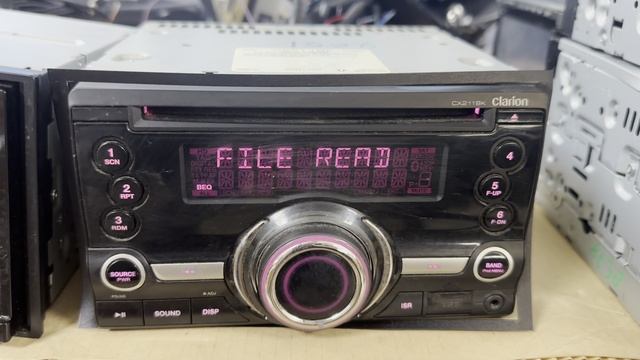 CX211BK Clarion
FILE READ
BEQ
1
SCN
2
RPT
3
RDM
4
5
F-UP
6
F-DN
SOURCE
PWR
BAND
SOUND
DISP
ISR